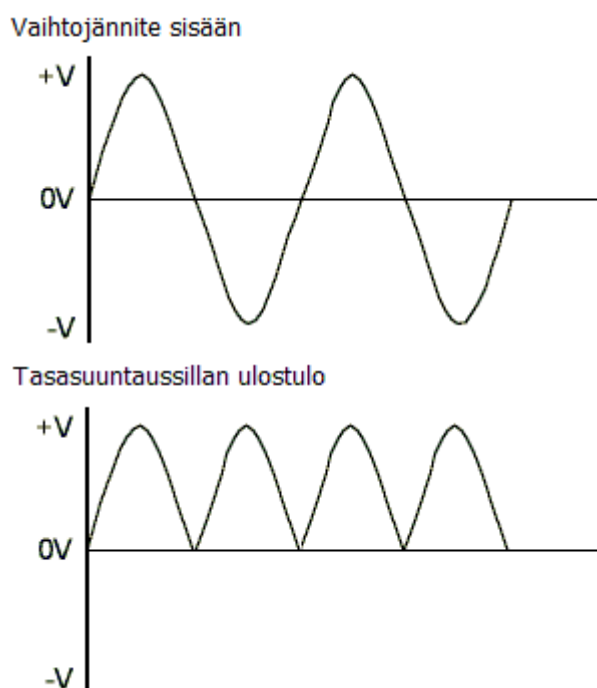 Vaihtojännite sisään
+V
0V
-V
Tasasuuntaussillan ulostulo
+V
0V
-V